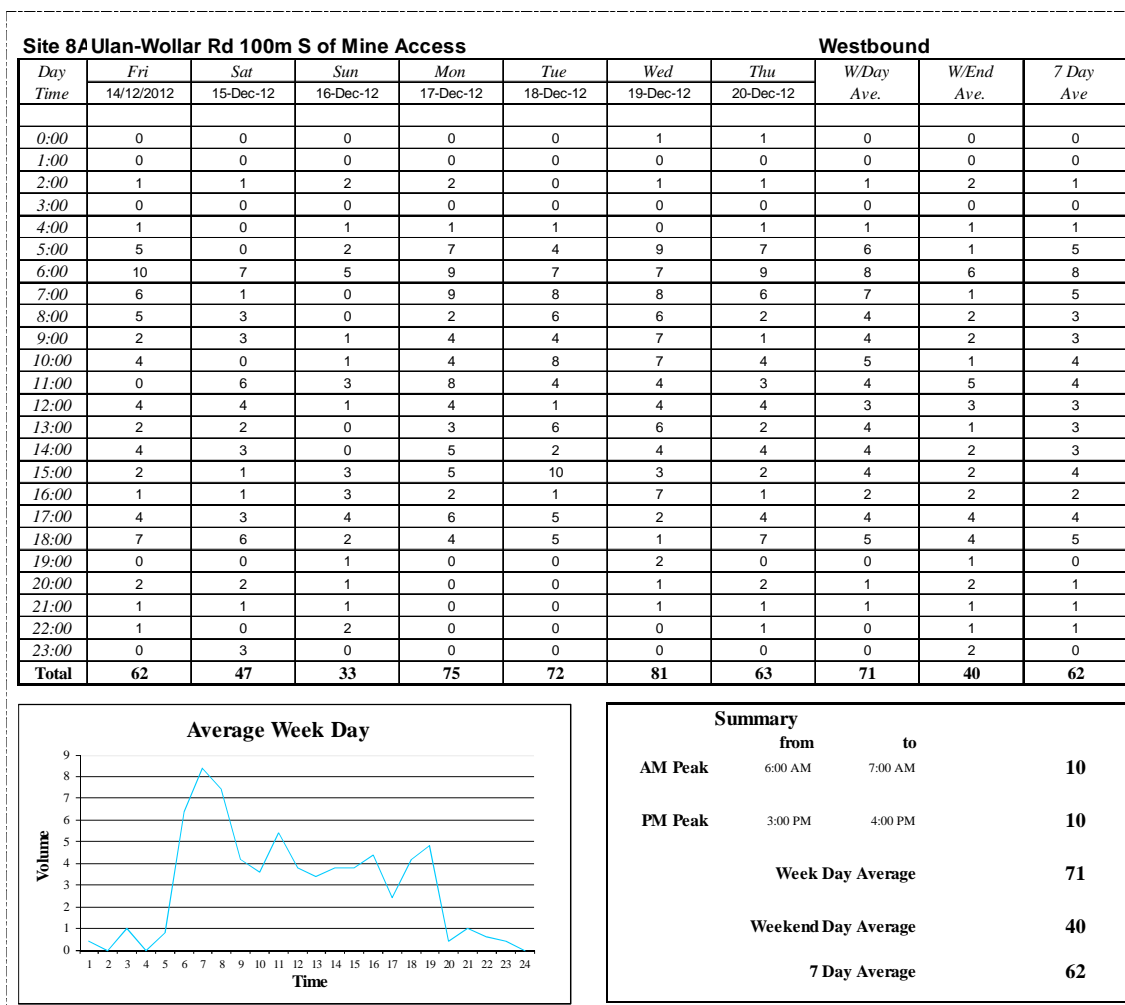 Site 8A Ulan-Wollar Rd 100m S of Mine Access Westbound
Day Fri Sat Sun Mon Tue Wed Thu W/Day W/End 7 Day
Time 14/12/2012 15-Dec-12 16-Dec-12 17-Dec-12 18-Dec-12 19-Dec-12 20-Dec-12 Ave. Ave. Ave
0:00 0 0 0 0 0 1 1 0 0 0
1:00 0 0 0 0 0 0 0 0 0 0
2:00 1 1 2 2 0 1 1 1 2 1
3:00 0 0 0 0 0 0 0 0 0 0
4:00 1 0 1 1 1 0 1 1 1 1
5:00 5 0 2 7 4 9 7 6 1 5
6:00 10 7 5 9 7 7 9 8 6 8
7:00 6 1 0 9 8 8 6 7 1 5
8:00 5 3 0 2 6 6 2 4 2 3
9:00 2 3 1 4 4 7 1 4 2 3
10:00 4 0 1 4 8 7 4 5 1 4
11:00 0 6 3 8 4 4 3 4 5 4
12:00 4 4 1 4 1 4 4 3 3 3
13:00 2 2 0 3 6 6 2 4 1 3
14:00 4 3 0 5 2 4 4 4 2 3
15:00 2 1 3 5 10 3 2 4 2 4
16:00 1 1 3 2 1 7 1 2 2 2
17:00 4 3 4 6 5 2 4 4 4 4
18:00 7 6 2 4 5 1 7 5 4 5
19:00 0 0 1 0 0 2 0 0 1 0
20:00 2 2 1 0 0 1 2 1 2 1
21:00 1 1 1 0 0 1 1 1 1 1
22:00 1 0 2 0 0 0 1 0 1 1
23:00 0 3 0 0 0 0 0 0 2 0
Total 62 47 33 75 72 81 63 71 40 62
Average Week Day
9
8
7
6
5
4
3
2
1
0
Volume
1 2 3 4 5 6 7 8 9 10 11 12 13 14 15 16 17 18 19 20 21 22 23 24
Time
Summary
from to
AM Peak 6:00 AM 7:00 AM 10
PM Peak 3:00 PM 4:00 PM 10
Week Day Average 71
Weekend Day Average 40
7 Day Average 62